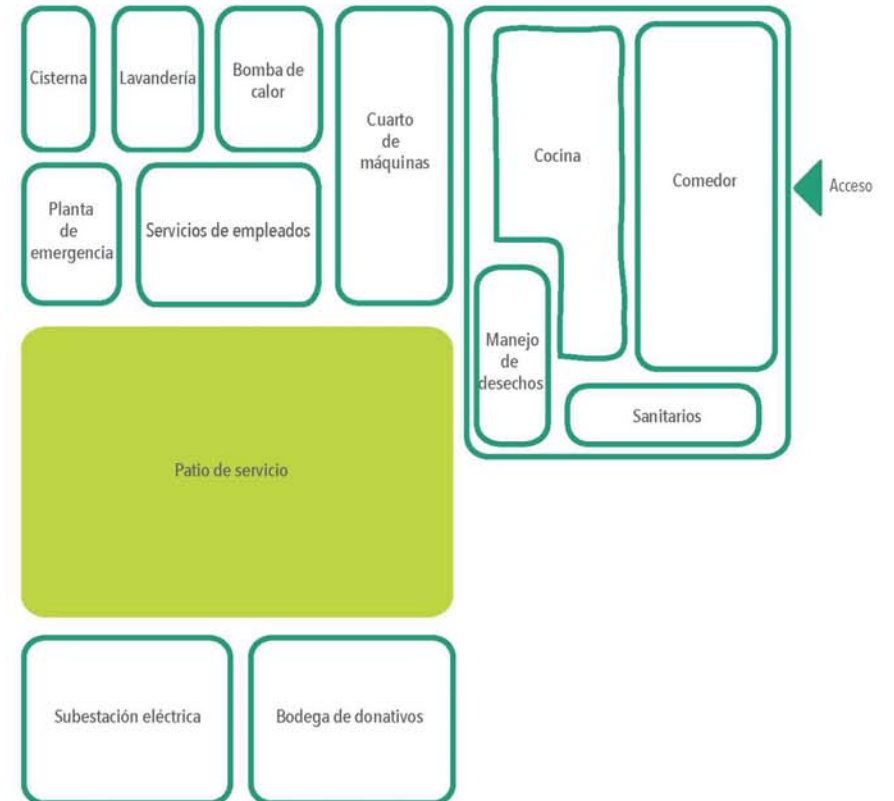 Cisterna
Lavandería
Bomba de
calor
Cuarto
de
máquinas
Cocina
Comedor
Acceso
Planta
de
emergencia
Servicios de empleados
Manejo
de
desechos
Sanitarios
Patio de servicio
Subestación eléctrica
Bodega de donativos